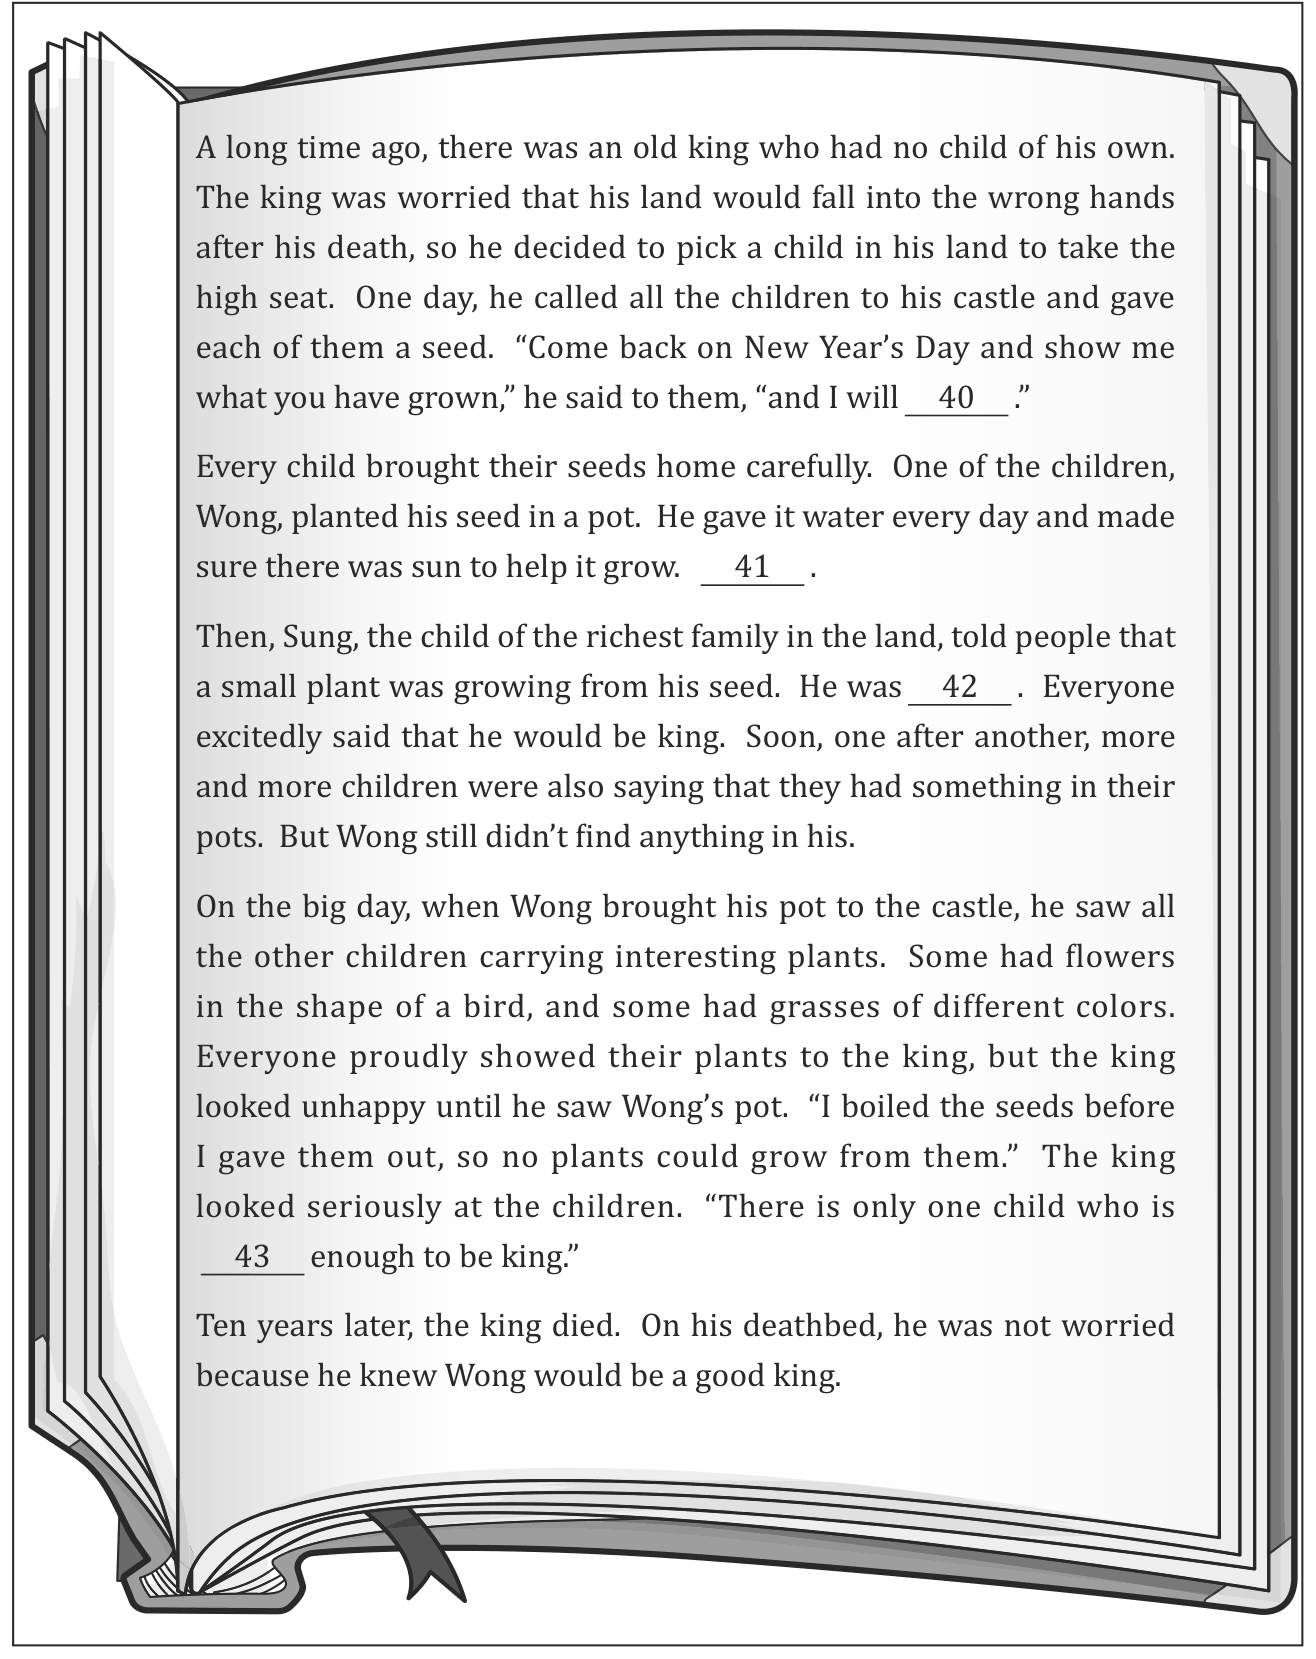 A long time ago, there was an old king who had no child of his own.
The king was worried that his land would fall into the wrong hands
after his death, so he decided to pick a child in his land to take the
high seat.  One day, he called all the children to his castle and gave
each of them a seed.  “Come back on New Year’s Day and show me
what you have grown,” he said to them, “and I will 40 .”
Every child brought their seeds home carefully.  One of the children,
Wong, planted his seed in a pot.  He gave it water every day and made
sure there was sun to help it grow.  41 .
Then, Sung, the child of the richest family in the land, told people that
a small plant was growing from his seed.  He was 42 .  Everyone
excitedly said that he would be king.  Soon, one after another, more
and more children were also saying that they had something in their
pots.  But Wong still didn’t find anything in his.
On the big day, when Wong brought his pot to the castle, he saw all
the other children carrying interesting plants.  Some had flowers
in the shape of a bird, and some had grasses of different colors.
Everyone proudly showed their plants to the king, but the king
looked unhappy until he saw Wong’s pot.  “I boiled the seeds before
I gave them out, so no plants could grow from them.”  The king
looked seriously at the children.  “There is only one child who is
43 enough to be king.”
Ten years later, the king died.  On his deathbed, he was not worried
because he knew Wong would be a good king.